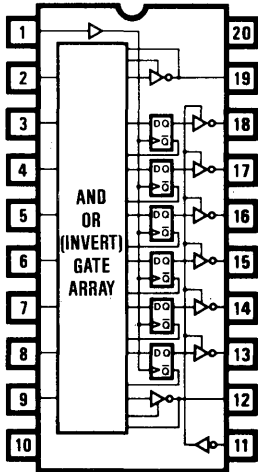 1
20
2
19
3
D Q
18
Q
4
D Q
17
Q
AND
OR
(INVERT)
GATE
ARRAY
5
D Q
16
Q
6
D Q
15
Q
7
D Q
14
Q
8
D Q
13
Q
9
12
10
11